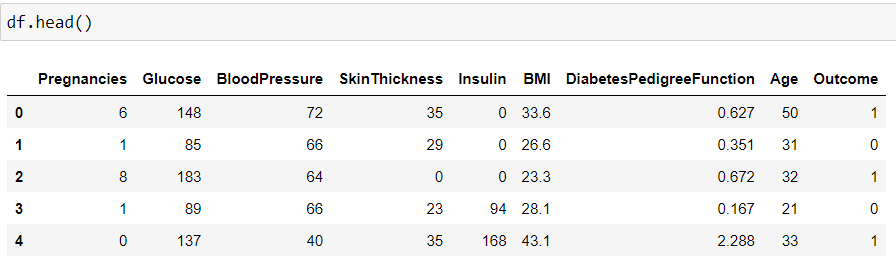 df.head()
Pregnancies Glucose BloodPressure SkinThickness Insulin BMI DiabetesPedigreeFunction Age Outcome
0 6 148 72 35 0 33.6 0.627 50 1
1 1 85 66 29 0 26.6 0.351 31 0
2 8 183 64 0 0 23.3 0.672 32 1
3 1 89 66 23 94 28.1 0.167 21 0
4 0 137 40 35 168 43.1 2.288 33 1